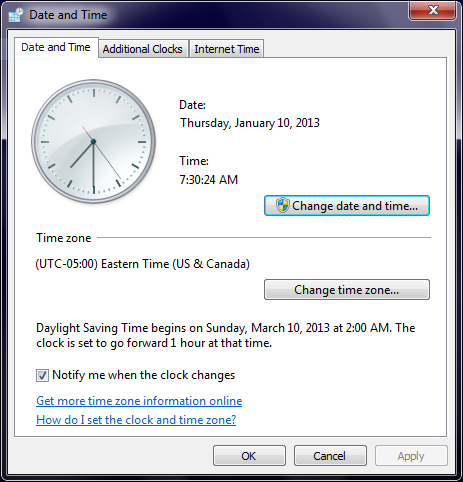 Date and Time
Date and Time
Additional Clocks
Internet Time
Date:
Thursday, January 10, 2013
Time:
7:30:24 AM
Change date and time...
Time zone
(UTC-05:00) Eastern Time (US & Canada)
Change time zone...
Daylight Saving Time begins on Sunday, March 10, 2013 at 2:00 AM. The
clock is set to go forward 1 hour at that time.
Notify me when the clock changes
Get more time zone information online
How do I set the clock and time zone?
OK
Cancel
Apply